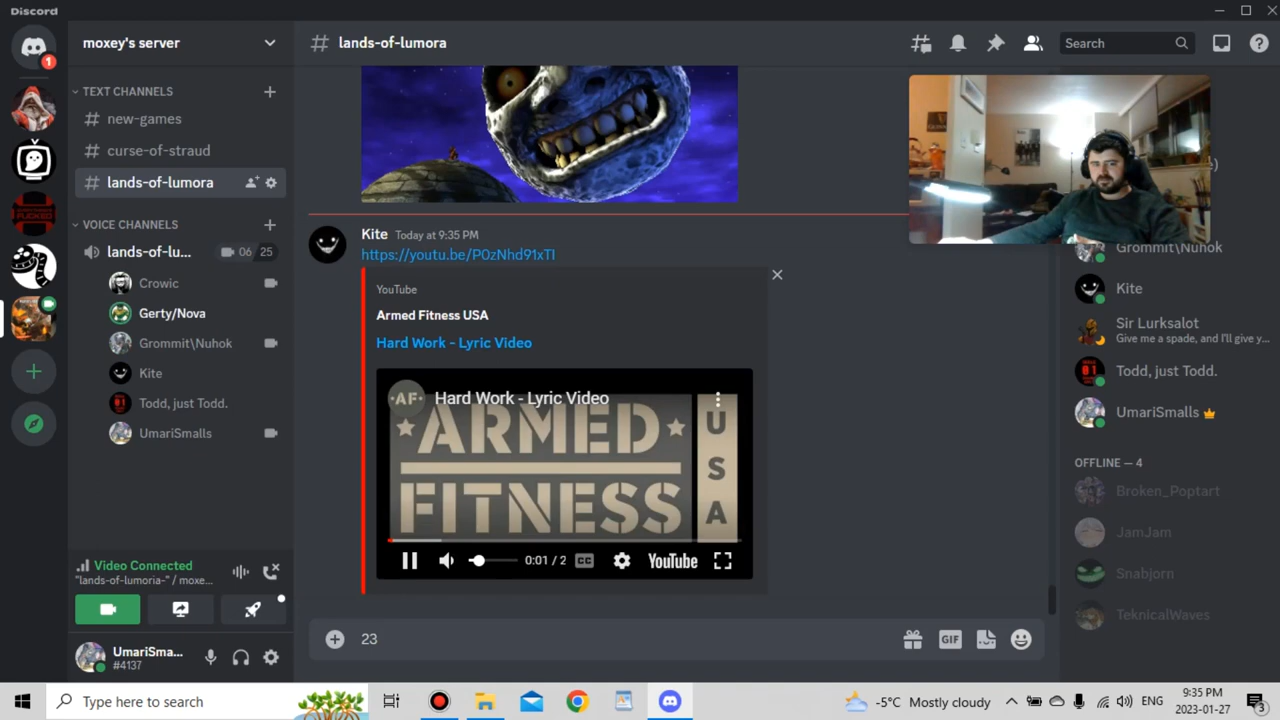 Discord
moxey's server
1
TEXT CHANNELS
new-games
curse-of-straud
lands-of-lumora
VOICE CHANNELS
lands-of-lu...
06
25
Crowic
Gerty/Nova
Grommit\Nuhok
Kite
Todd, just Todd.
UmariSmalls
Video Connected
"lands-of-lumora-" / moxe...
UmariSma...
#4137
lands-of-lumora
Search
Kite Today at 9:35 PM
https://youtu.be/P0zNhd91xTI
YouTube
Armed Fitness USA
Hard Work - Lyric Video
AF
Hard Work - Lyric Video
ARMED
FITNESS
USA
0:01 / 2
CC
YouTube
23
GIF
Grommit\Nuhok
Kite
Sir Lurksalot
Give me a spade, and I'll give y...
Todd, just Todd.
UmariSmalls
OFFLINE — 4
Broken_Poptart
JamJam
Snabjorn
TeknicalWaves
Type here to search
-5°C Mostly cloudy
ENG
9:35 PM
2023-01-27
3